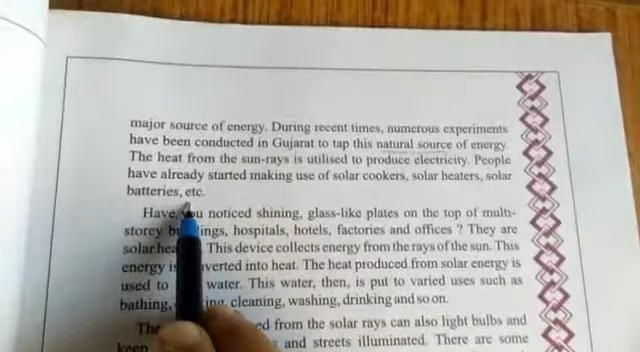 major source of energy. During recent times, numerous experiments
have been conducted in Gujarat to tap this natural source of energy.
The heat from the sun-rays is utilised to produce electricity. People
have already started making use of solar cookers, solar heaters, solar
batteries, etc.
Have you noticed shining, glass-like plates on the top of multi-
storey ings, hospitals, hotels, factories and offices ? They are
solar This device collects energy from the rays of the sun. This
energy is verted into heat. The heat produced from solar energy is
used to water. This water, then, is put to various uses such as
bathing, cleaning, washing, drinking and so on.
The ed from the solar rays can also light bulbs and
keep and streets illuminated. There are some